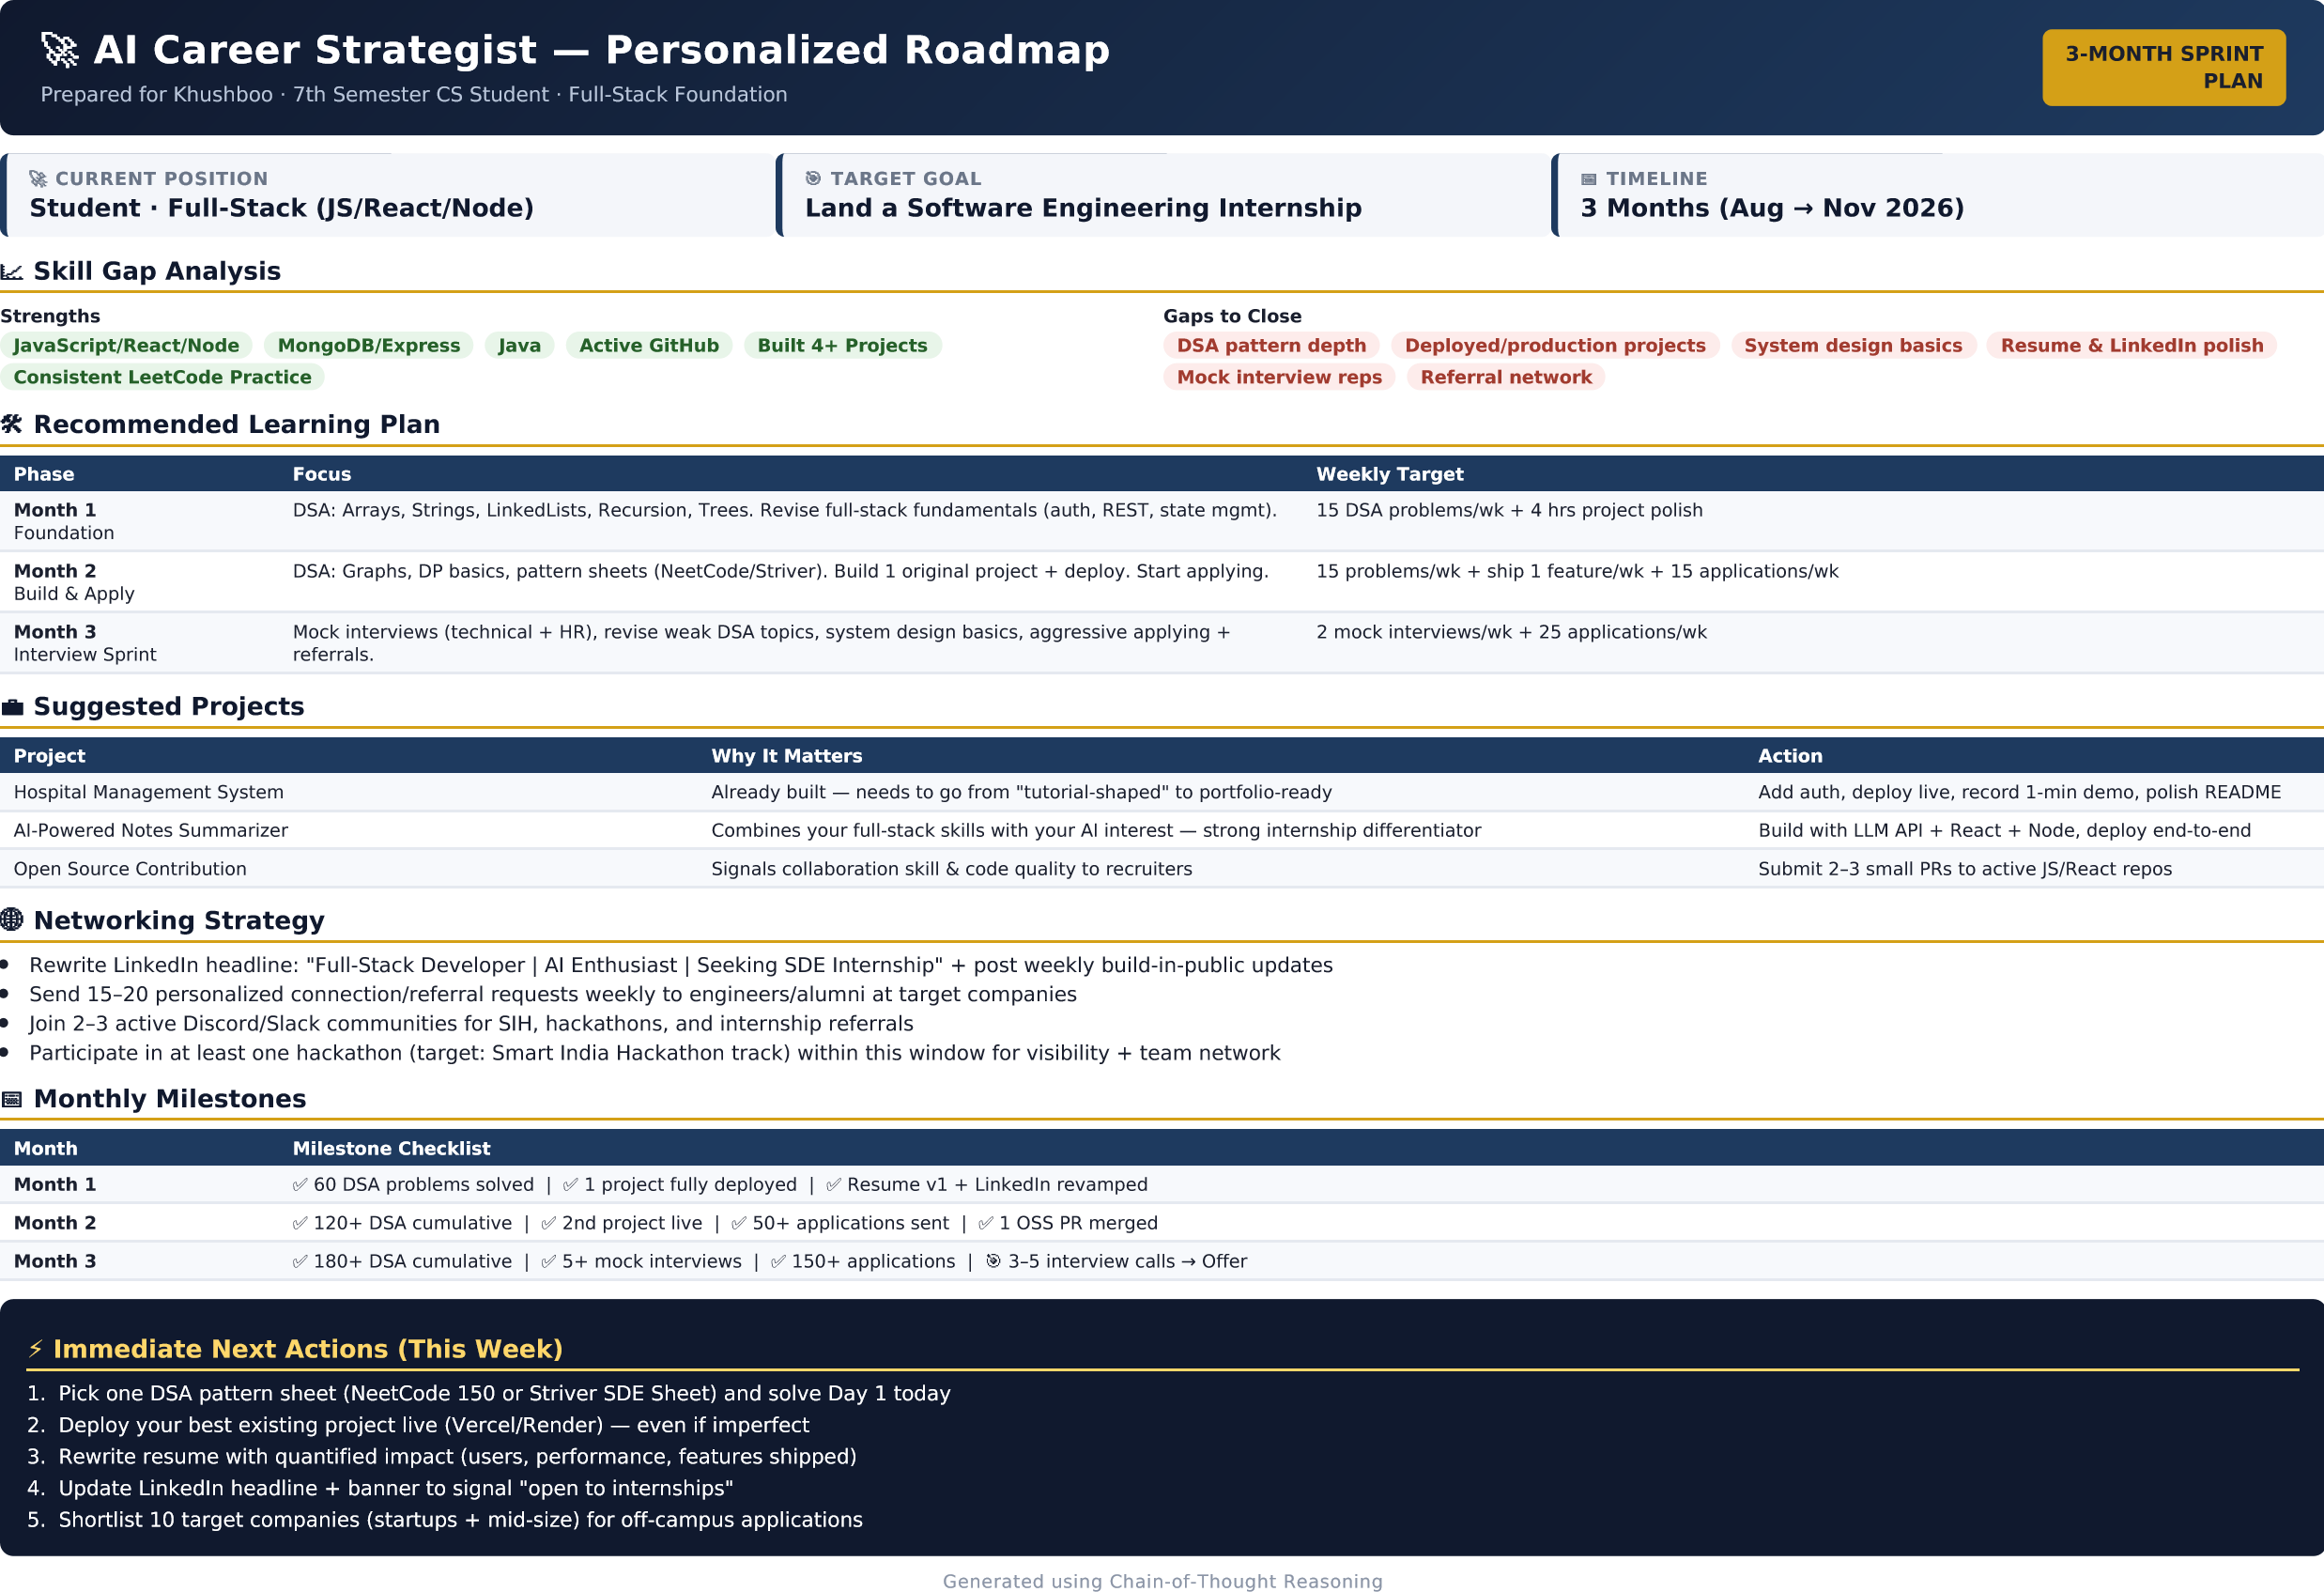 🚀 AI Career Strategist — Personalized Roadmap
Prepared for Khushboo · 7th Semester CS Student · Full-Stack Foundation
3-MONTH SPRINT
PLAN
🚀 CURRENT POSITION
Student · Full-Stack (JS/React/Node)
🎯 TARGET GOAL
Land a Software Engineering Internship
📅 TIMELINE
3 Months (Aug → Nov 2026)
📈 Skill Gap Analysis
Strengths
JavaScript/React/Node MongoDB/Express Java Active GitHub Built 4+ Projects
Consistent LeetCode Practice
Gaps to Close
DSA pattern depth Deployed/production projects System design basics Resume & LinkedIn polish
Mock interview reps Referral network
🛠 Recommended Learning Plan
Phase Focus Weekly Target
Month 1 DSA: Arrays, Strings, LinkedLists, Recursion, Trees. Revise full-stack fundamentals (auth, REST, state mgmt). 15 DSA problems/wk + 4 hrs project polish
Foundation
Month 2 DSA: Graphs, DP basics, pattern sheets (NeetCode/Striver). Build 1 original project + deploy. Start applying. 15 problems/wk + ship 1 feature/wk + 15 applications/wk
Build & Apply
Month 3 Mock interviews (technical + HR), revise weak DSA topics, system design basics, aggressive applying + 2 mock interviews/wk + 25 applications/wk
Interview Sprint referrals.
💼 Suggested Projects
Project Why It Matters Action
Hospital Management System Already built — needs to go from "tutorial-shaped" to portfolio-ready Add auth, deploy live, record 1-min demo, polish README
AI-Powered Notes Summarizer Combines your full-stack skills with your AI interest — strong internship differentiator Build with LLM API + React + Node, deploy end-to-end
Open Source Contribution Signals collaboration skill & code quality to recruiters Submit 2–3 small PRs to active JS/React repos
🌐 Networking Strategy
• Rewrite LinkedIn headline: "Full-Stack Developer | AI Enthusiast | Seeking SDE Internship" + post weekly build-in-public updates
• Send 15–20 personalized connection/referral requests weekly to engineers/alumni at target companies
• Join 2–3 active Discord/Slack communities for SIH, hackathons, and internship referrals
• Participate in at least one hackathon (target: Smart India Hackathon track) within this window for visibility + team network
📅 Monthly Milestones
Month Milestone Checklist
Month 1 ✅ 60 DSA problems solved | ✅ 1 project fully deployed | ✅ Resume v1 + LinkedIn revamped
Month 2 ✅ 120+ DSA cumulative | ✅ 2nd project live | ✅ 50+ applications sent | ✅ 1 OSS PR merged
Month 3 ✅ 180+ DSA cumulative | ✅ 5+ mock interviews | ✅ 150+ applications | 🎯 3–5 interview calls → Offer
⚡ Immediate Next Actions (This Week)
1. Pick one DSA pattern sheet (NeetCode 150 or Striver SDE Sheet) and solve Day 1 today
2. Deploy your best existing project live (Vercel/Render) — even if imperfect
3. Rewrite resume with quantified impact (users, performance, features shipped)
4. Update LinkedIn headline + banner to signal "open to internships"
5. Shortlist 10 target companies (startups + mid-size) for off-campus applications
Generated using Chain-of-Thought Reasoning